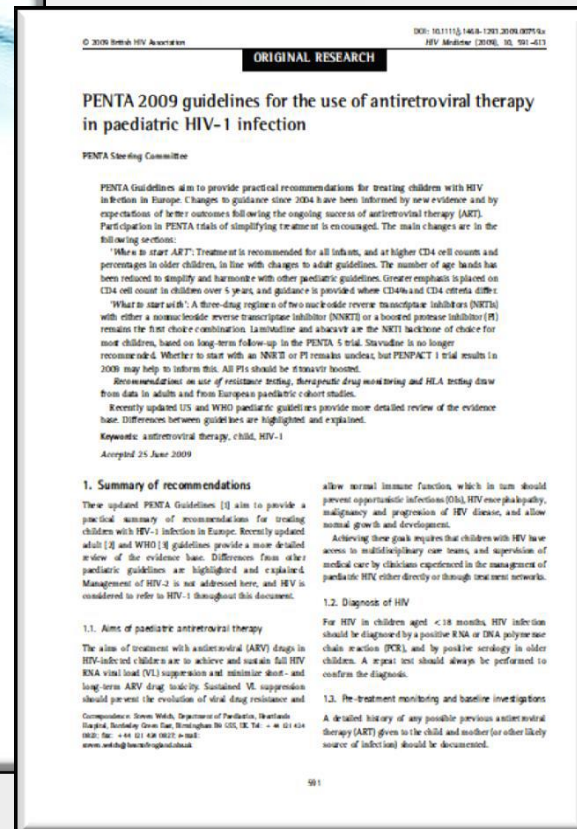 © 2009 British HIV Association
DOI: 10.1111/j.1468-1293.2009.00759.x
HIV Medicine (2009), 10, 591–613
ORIGINAL RESEARCH
PENTA 2009 guidelines for the use of antiretroviral therapy
in paediatric HIV-1 infection
PENTA Steering Committee
PENTA Guidelines aim to provide practical recommendations for treating children with HIV
infection in Europe. Changes to guidance since 2004 have been informed by new evidence and by
expectations of better outcomes following the ongoing success of antiretroviral therapy (ART).
Participation in PENTA trials of simplifying treatment is encouraged. The main changes are in the
following sections:
'When to start ART': Treatment is recommended for all infants, and at higher CD4 cell counts and
percentages in older children, in line with changes to adult guidelines. The number of age bands has
been reduced to simplify and harmonize with other paediatric guidelines. Greater emphasis is placed on
CD4 cell count in children over 5 years, and guidance is provided where CD4% and CD4 criteria differ.
'What to start with': A three-drug regimen of two nucleoside reverse transcriptase inhibitors (NRTIs)
with either a nonnucleoside reverse transcriptase inhibitor (NNRTI) or a boosted protease inhibitor (PI)
remains the first choice combination. Lamivudine and abacavir are the NRTI backbone of choice for
most children, based on long-term follow-up in the PENTA 5 trial. Stavudine is no longer
recommended. Whether to start with an NNRTI or PI remains unclear, but PENPACT 1 trial results in
2009 may help to inform this. All PIs should be ritonavir boosted.
Recommendations on use of resistance testing, therapeutic drug monitoring and HLA testing draw
from data in adults and from European paediatric cohort studies.
Recently updated US and WHO paediatric guidelines provide more detailed review of the evidence
base. Differences between guidelines are highlighted and explained.
Keywords: antiretroviral therapy, child, HIV-1
Accepted 25 June 2009
1. Summary of recommendations
These updated PENTA Guidelines [1] aim to provide a
practical summary of recommendations for treating
children with HIV-1 infection in Europe. Recently updated
adult [2] and WHO [3] guidelines provide a more detailed
review of the evidence base. Differences from other
paediatric guidelines are highlighted and explained.
Management of HIV-2 is not addressed here, and HIV is
considered to refer to HIV-1 throughout this document.
1.1. Aims of paediatric antiretroviral therapy
The aims of treatment with antiretroviral (ARV) drugs in
HIV-infected children are to achieve and sustain full HIV
RNA viral load (VL) suppression and minimize short- and
long-term ARV drug toxicity. Sustained VL suppression
should prevent the evolution of viral drug resistance and
Correspondence: Steven Welch, Department of Paediatrics, Heartlands
Hospital, Bordesley Green East, Birmingham B9 5SS, UK. Tel: + 44 121 424
fax: + 44 121 424 e-mail:
allow normal immune function, which in turn should
prevent opportunistic infections (OIs), HIV encephalopathy,
malignancy and progression of HIV disease, and allow
normal growth and development.
Achieving these goals requires that children with HIV have
access to multidisciplinary care teams, and supervision of
medical care by clinicians experienced in the management of
paediatric HIV, either directly or through treatment networks.
1.2. Diagnosis of HIV
For HIV in children aged <18 months, HIV infection
should be diagnosed by a positive RNA or DNA polymerase
chain reaction (PCR), and by positive serology in older
children. A repeat test should always be performed to
confirm the diagnosis.
1.3. Pre-treatment monitoring and baseline investigations
A detailed history of any possible previous antiretroviral
therapy (ART) given to the child and mother (or other likely
source of infection) should be documented.
591